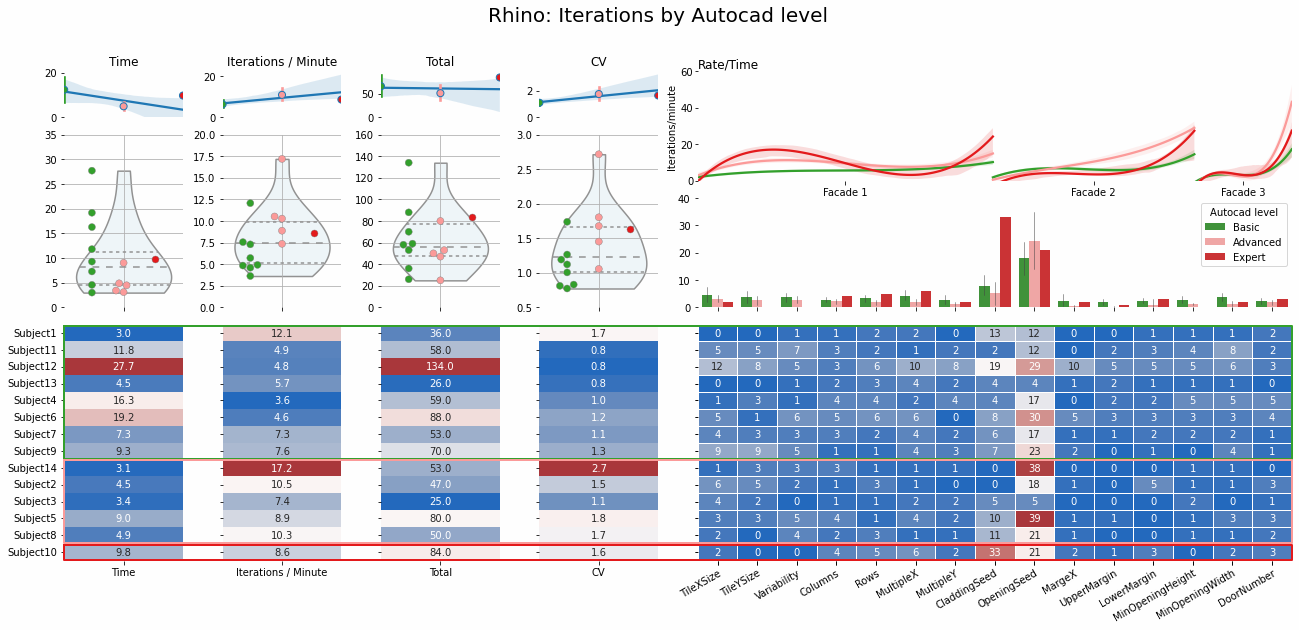 Rhino: Iterations by Autocad level
Time Iterations / Minute Total CV Rate/Time
20 0
20 0
50 0
2 0
60 40 20 0
Iterations/minute
Facade 1 Facade 2 Facade 3
35 30 25 20 15 10 5 0
20.0 17.5 15.0 12.5 10.0 7.5 5.0 2.5 0.0
160 140 120 100 80 60 40 20 0
3.0 2.5 2.0 1.5 1.0 0.5
40 30 20 10 0
Autocad level
Basic
Advanced
Expert
Subject1 3.0 12.1 36.0 1.7 0 0 1 1 2 2 0 13 12 0 0 1 1 1 2
Subject11 11.8 4.9 58.0 0.8 5 5 7 3 2 1 2 2 12 0 2 3 4 8 2
Subject12 27.7 4.8 134.0 0.8 12 8 5 3 6 10 8 19 29 10 5 5 5 6 3
Subject13 4.5 5.7 26.0 0.8 0 0 1 2 3 4 2 4 4 1 2 1 1 1 0
Subject4 16.3 3.6 59.0 1.0 1 3 1 4 4 2 4 4 17 0 2 2 5 5 5
Subject6 19.2 4.6 88.0 1.2 5 1 6 5 6 6 0 8 30 5 3 3 3 3 4
Subject7 7.3 7.3 53.0 1.1 4 3 3 3 2 4 2 6 17 1 1 2 2 2 1
Subject9 9.3 7.6 70.0 1.3 9 9 5 1 1 4 3 7 23 2 0 1 0 4 1
Subject14 3.1 17.2 53.0 2.7 1 3 3 3 1 1 1 0 38 0 0 0 1 1 0
Subject2 4.5 10.5 47.0 1.5 6 5 2 1 3 1 0 0 18 1 0 5 1 1 3
Subject3 3.4 7.4 25.0 1.1 4 2 0 1 1 2 2 5 5 0 0 0 2 0 1
Subject5 9.0 8.9 80.0 1.8 3 3 5 4 1 4 2 10 39 1 1 0 1 3 3
Subject8 4.9 10.3 50.0 1.7 2 0 4 2 3 1 1 11 21 1 0 0 1 1 2
Subject10 9.8 8.6 84.0 1.6 2 0 0 4 5 6 2 33 21 2 1 3 0 2 3
Time Iterations / Minute Total CV
TileXSize TileYSize Variability Columns Rows MultipleX MultipleY CladdingSeed OpeningSeed MargeX UpperMargin LowerMargin MinOpeningHeight MinOpeningWidth DoorNumber